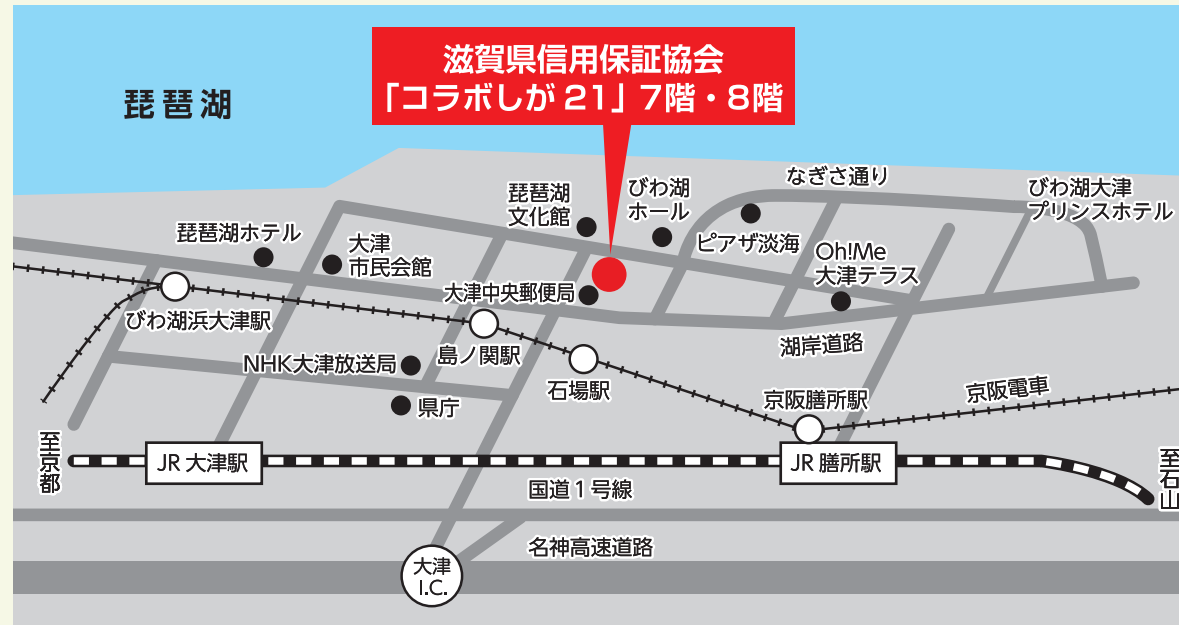 滋賀県信用保証協会
「コラボしが21」7階・8階
琵琶湖
なぎさ通り
びわ湖大津
プリンスホテル
琵琶湖
文化館
びわ湖
ホール
ピアザ淡海
琵琶湖ホテル
大津
市民会館
Oh!Me
大津テラス
大津中央郵便局
びわ湖浜大津駅
島ノ関駅
湖岸道路
NHK大津放送局
石場駅
県庁
京阪膳所駅
京阪電車
至京都
JR大津駅
JR膳所駅
至石山
国道1号線
名神高速道路
大津
I.C.